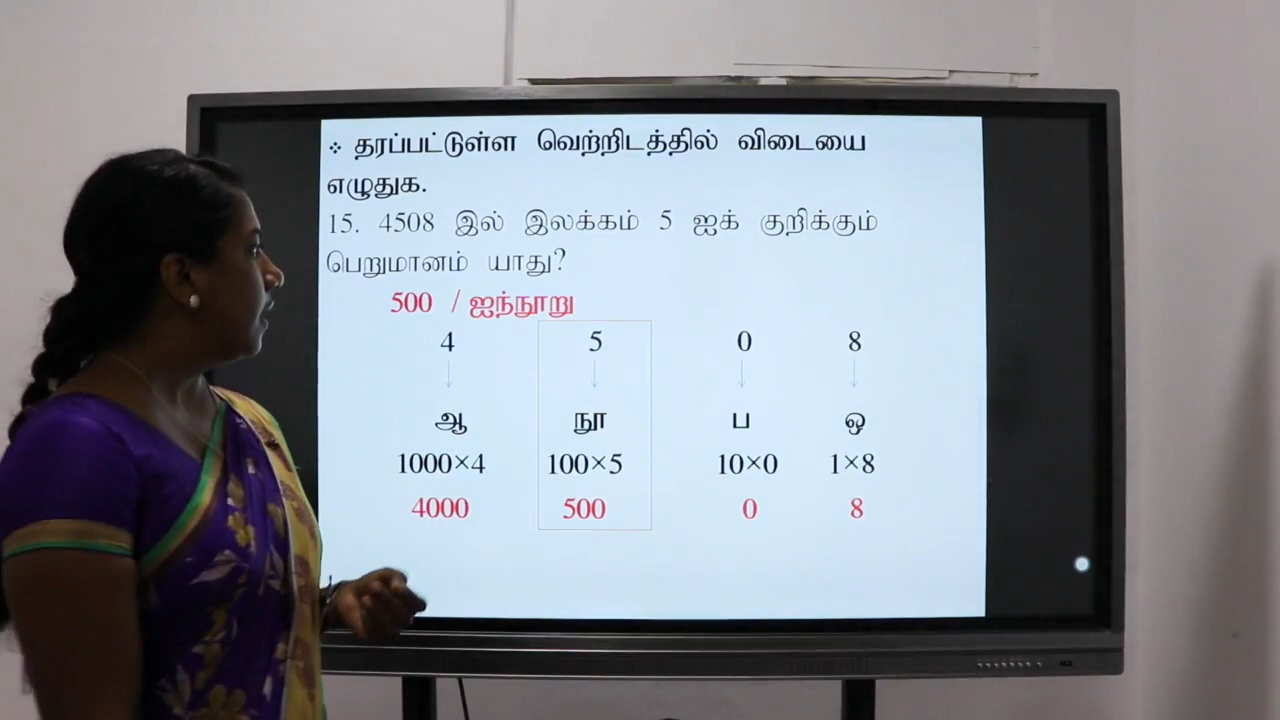 ❖ தரப்பட்டுள்ள வெற்றிடத்தில் விடையை
எழுதுக.
15. 4508 இல் இலக்கம் 5 ஐக் குறிக்கும்
பெறுமானம் யாது?
500 / ஐந்நூறு
4 5 0 8
ஆ நூ ப ஒ
1000×4 100×5 10×0 1×8
4000 500 0 8